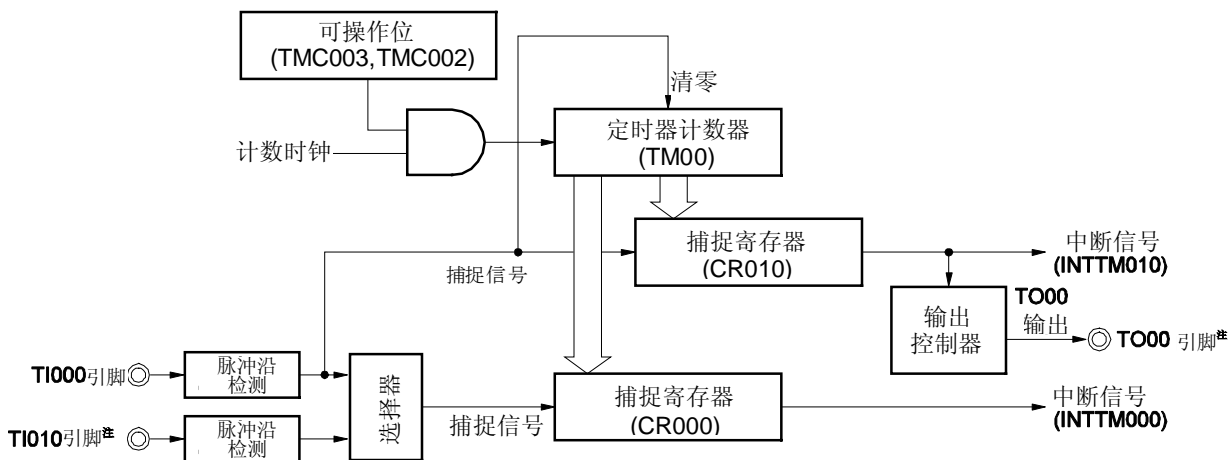 可操作位
(TMC003,TMC002)
清零
计数时钟
定时器计数器
(TM00)
捕捉寄存器
(CR010)
中断信号
(INTTM010)
捕捉信号
TO00
输出
输出
控制器
TO00 引脚注
TI000引脚
脉冲沿
检测
选择器
捕捉寄存器
(CR000)
中断信号
(INTTM000)
捕捉信号
TI010引脚注
脉冲沿
检测